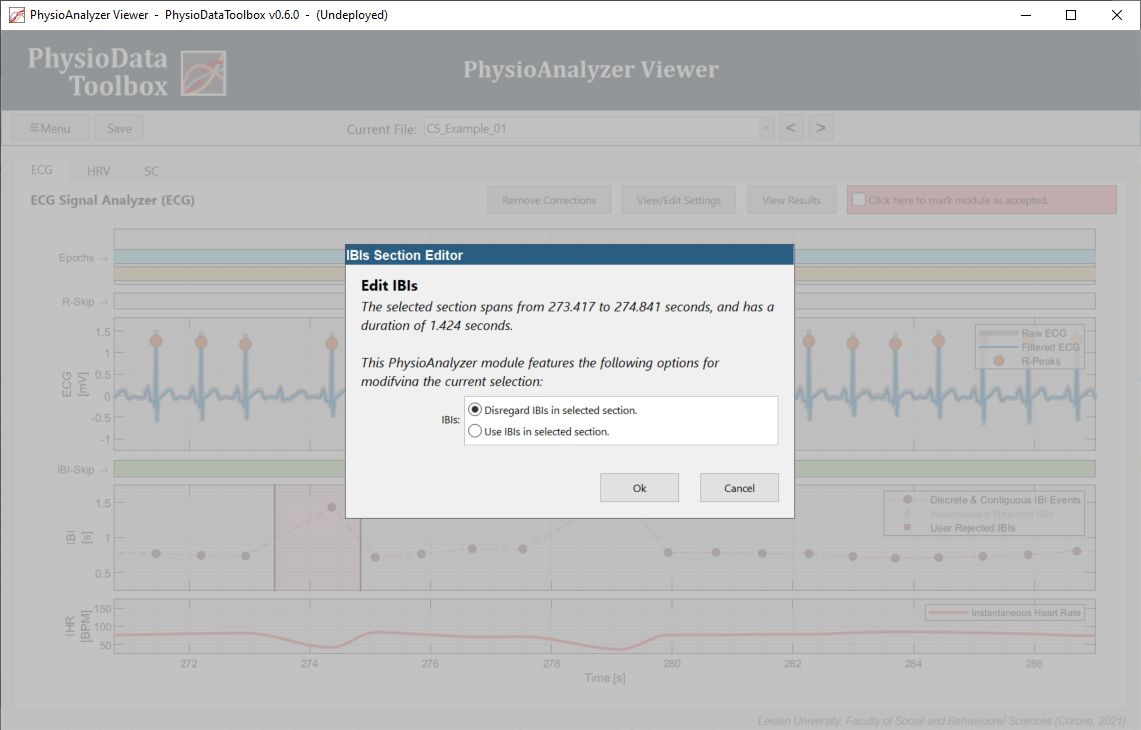 PhysioAnalyzer Viewer - PhysioDataToolbox v0.6.0 - (Undeployed)
PhysioData
Toolbox
PhysioAnalyzer Viewer
☰Menu
Save
Current File:
CS_Example_01
<
>
ECG
HRV
SC
ECG Signal Analyzer (ECG)
Remove Corrections
View/Edit Settings
View Results
Click here to mark module as accepted.
Epochs →
R-Skip →
IBIs Section Editor
Edit IBIs
The selected section spans from 273.417 to 274.841 seconds, and has a
duration of 1.424 seconds.
This PhysioAnalyzer module features the following options for
modifying the current selection:
IBIs:
Disregard IBIs in selected section.
Use IBIs in selected section.
Ok
Cancel
ECG
[mV]
1.5
1
0.5
0
-0.5
-1
Raw ECG
Filtered ECG
R-Peaks
IBI-Skip →
IBI
[s]
1.5
1
0.5
Discrete & Contiguous IBI Events
Automatically Rejected IBIs
User Rejected IBIs
IHR
[BPM]
150
100
50
Instantaneous Heart Rate
272
274
276
278
280
282
284
286
Time [s]
Leiden University, Faculty of Social and Behavioural Sciences (Corona, 2021).